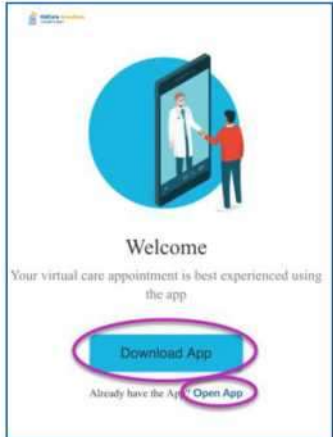 Welcome
Your virtual care appointment is best experienced using
the app
Download App
Already have the App? Open App